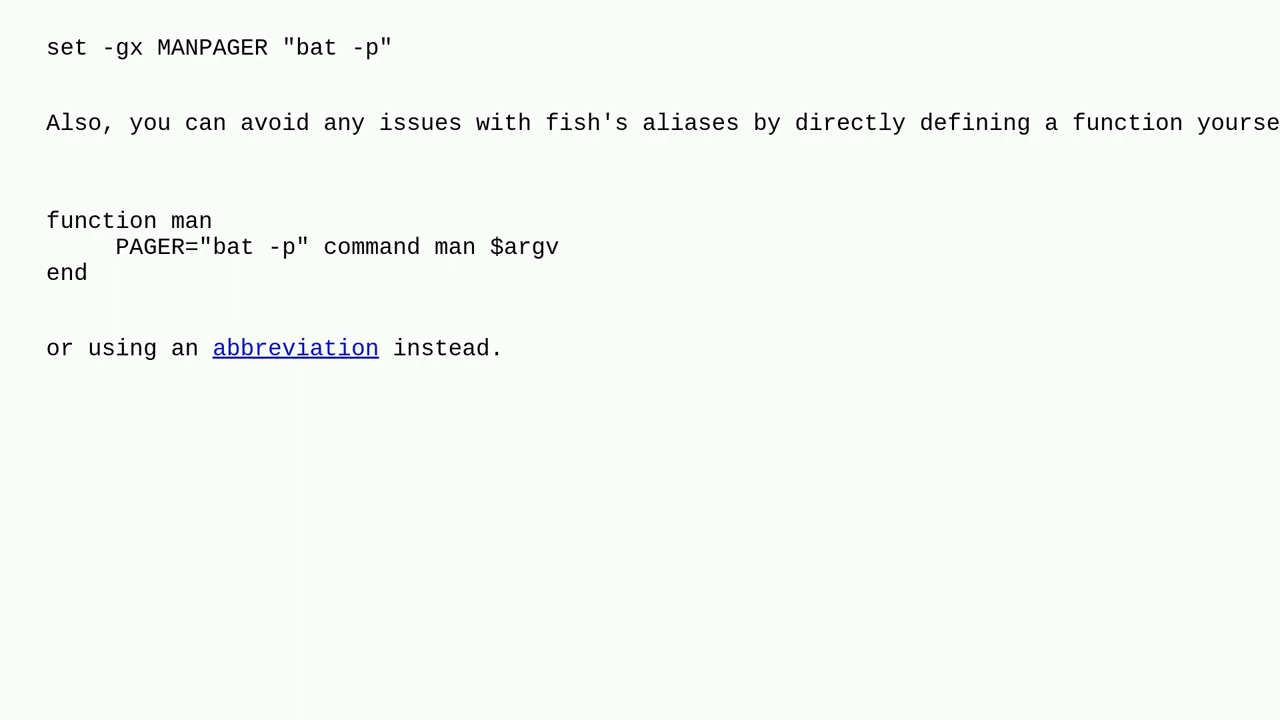 set -gx MANPAGER "bat -p"
Also, you can avoid any issues with fish's aliases by directly defining a function
function man
     PAGER="bat -p" command man $argv
end
or using an abbreviation instead.